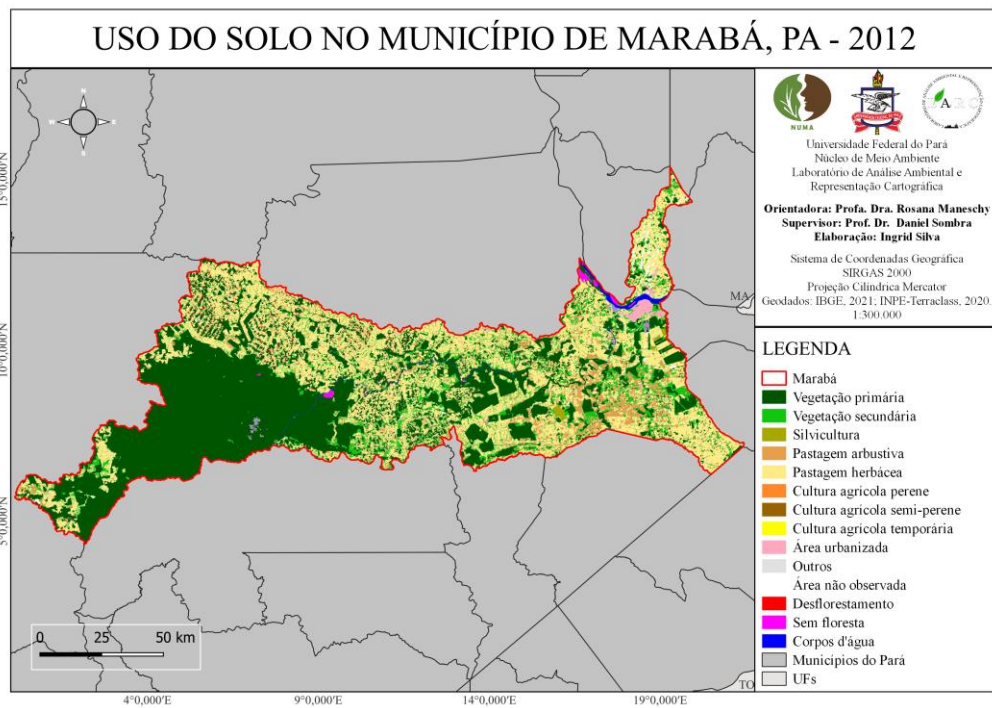 USO DO SOLO NO MUNICÍPIO DE MARABÁ, PA - 2012
N
W
E
S
15°0,000'N
10°0,000'N
5°0,000'N
MA
TO
0 25 50 km
4°0,000'E 9°0,000'E 14°0,000'E 19°0,000'E
NUMA
ARC
Universidade Federal do Pará
Núcleo de Meio Ambiente
Laboratório de Análise Ambiental e
Representação Cartográfica
Orientadora: Profa. Dra. Rosana Maneschy
Supervisor: Prof. Dr. Daniel Sombra
Elaboração: Ingrid Silva
Sistema de Coordenadas Geográfica
SIRGAS 2000
Projeção Cilíndrica Mercator
Geodados: IBGE, 2021; INPE-Terraclass, 2020.
1:300.000
LEGENDA
Marabá
Vegetação primária
Vegetação secundária
Silvicultura
Pastagem arbustiva
Pastagem herbácea
Cultura agrícola perene
Cultura agrícola semi-perene
Cultura agrícola temporária
Área urbanizada
Outros
Área não observada
Desflorestamento
Sem floresta
Corpos d'água
Municípios do Pará
UFs